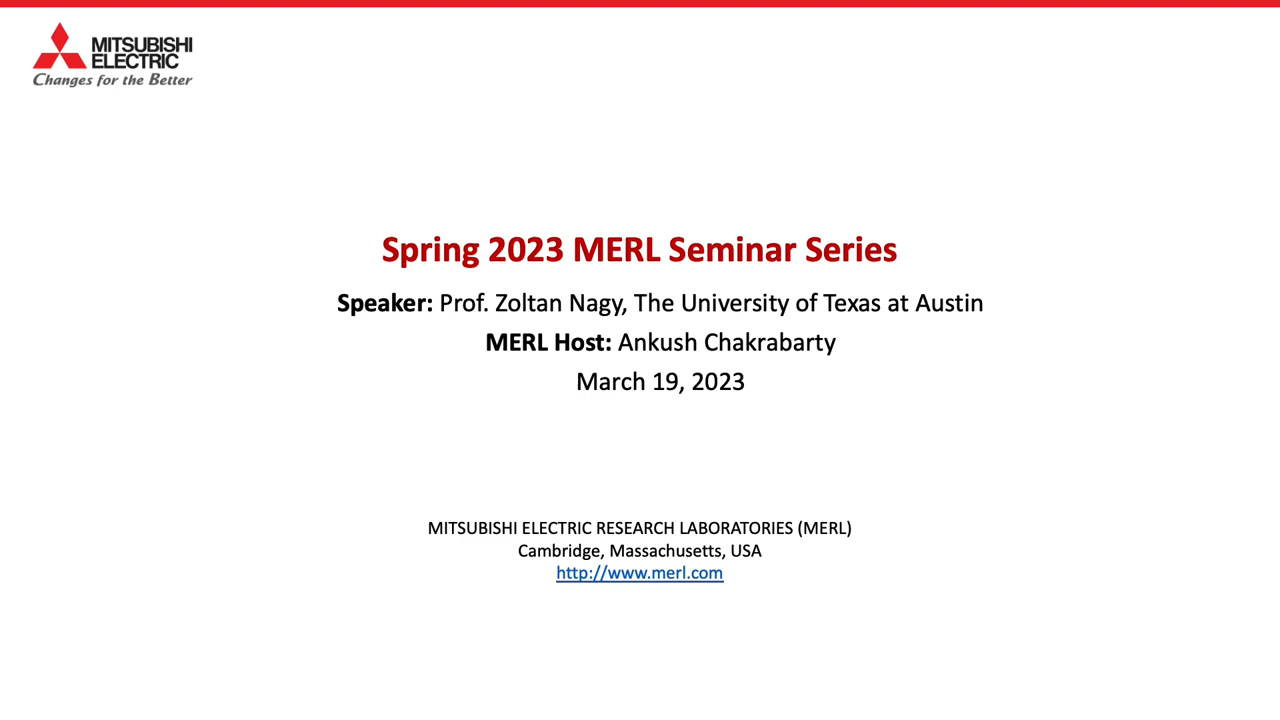 MITSUBISHI
ELECTRIC
Changes for the Better
Spring 2023 MERL Seminar Series
Speaker: Prof. Zoltan Nagy, The University of Texas at Austin
MERL Host: Ankush Chakrabarty
March 19, 2023
MITSUBISHI ELECTRIC RESEARCH LABORATORIES (MERL)
Cambridge, Massachusetts, USA
http://www.merl.com